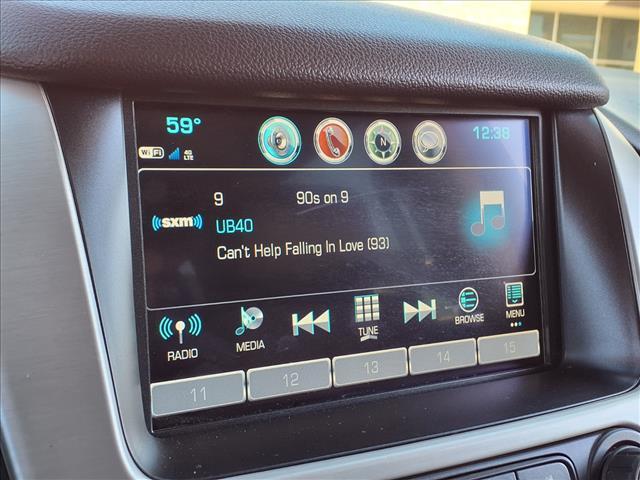 59°
12:38
WiFi 4G LTE
N
9 90s on 9
((sxm))
UB40
Can't Help Falling In Love (93)
RADIO
MEDIA
TUNE
BROWSE
MENU
11 12 13 14 15